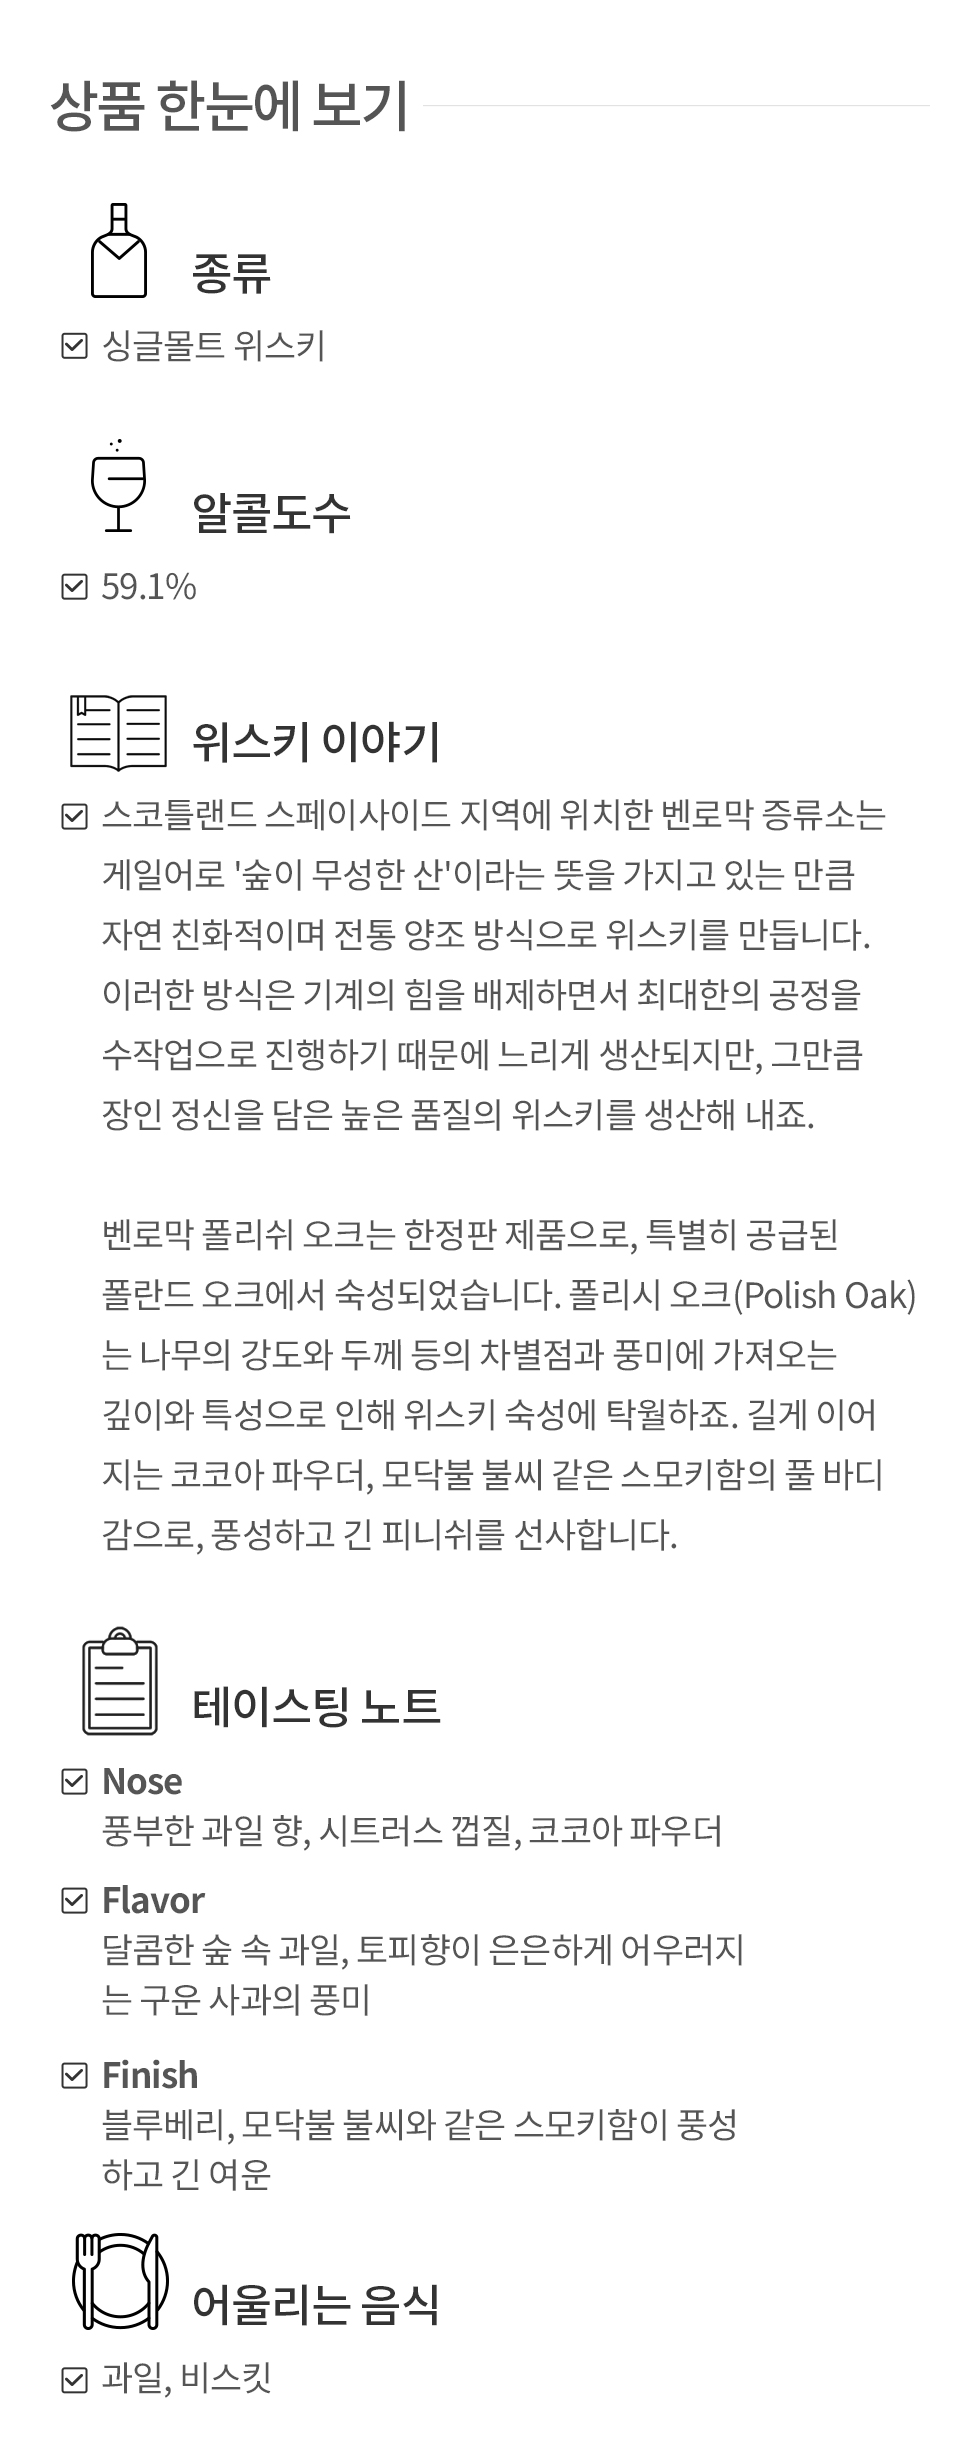 상품 한눈에 보기
종류
싱글몰트 위스키
알콜도수
59.1%
위스키 이야기
스코틀랜드 스페이사이드 지역에 위치한 벤로막 증류소는
게일어로 '숲이 무성한 산'이라는 뜻을 가지고 있는 만큼
자연 친화적이며 전통 양조 방식으로 위스키를 만듭니다.
이러한 방식은 기계의 힘을 배제하면서 최대한의 공정을
수작업으로 진행하기 때문에 느리게 생산되지만, 그만큼
장인 정신을 담은 높은 품질의 위스키를 생산해 내죠.
벤로막 폴리쉬 오크는 한정판 제품으로, 특별히 공급된
폴란드 오크에서 숙성되었습니다. 폴리시 오크(Polish Oak)
는 나무의 강도와 두께 등의 차별점과 풍미에 가져오는
깊이와 특성으로 인해 위스키 숙성에 탁월하죠. 길게 이어
지는 코코아 파우더, 모닥불 불씨 같은 스모키함의 풀 바디
감으로, 풍성하고 긴 피니쉬를 선사합니다.
테이스팅 노트
Nose
풍부한 과일 향, 시트러스 껍질, 코코아 파우더
Flavor
달콤한 숲 속 과일, 토피향이 은은하게 어우러지
는 구운 사과의 풍미
Finish
블루베리, 모닥불 불씨와 같은 스모키함이 풍성
하고 긴 여운
어울리는 음식
과일, 비스킷